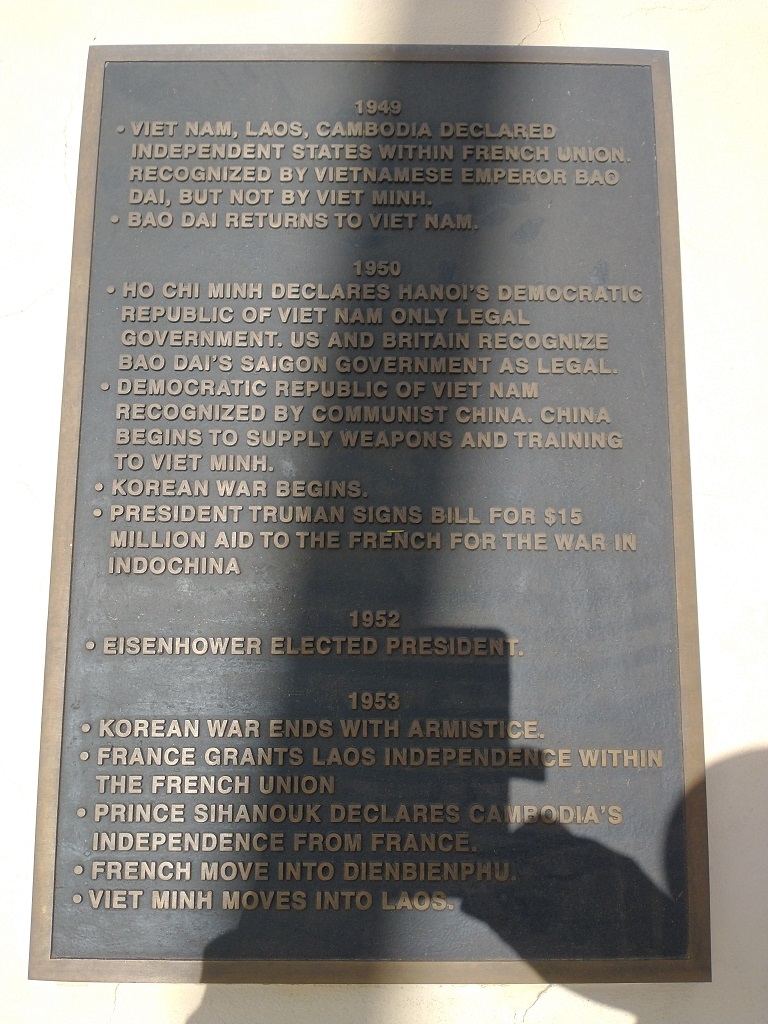 1949
• VIET NAM, LAOS, CAMBODIA DECLARED
INDEPENDENT STATES WITHIN FRENCH UNION.
RECOGNIZED BY VIETNAMESE EMPEROR BAO
DAI, BUT NOT BY VIET MINH.
• BAO DAI RETURNS TO VIET NAM.
1950
• HO CHI MINH DECLARES HANOI'S DEMOCRATIC
REPUBLIC OF VIET NAM ONLY LEGAL
GOVERNMENT. US AND BRITAIN RECOGNIZE
BAO DAI'S SAIGON GOVERNMENT AS LEGAL.
• DEMOCRATIC REPUBLIC OF VIET NAM
RECOGNIZED BY COMMUNIST CHINA. CHINA
BEGINS TO SUPPLY WEAPONS AND TRAINING
TO VIET MINH.
• KOREAN WAR BEGINS.
• PRESIDENT TRUMAN SIGNS BILL FOR $15
MILLION AID TO THE FRENCH FOR THE WAR IN
INDOCHINA
1952
• EISENHOWER ELECTED PRESIDENT.
1953
• KOREAN WAR ENDS WITH ARMISTICE.
• FRANCE GRANTS LAOS INDEPENDENCE WITHIN
THE FRENCH UNION
• PRINCE SIHANOUK DECLARES CAMBODIA'S
INDEPENDENCE FROM FRANCE.
• FRENCH MOVE INTO DIENBIENPHU.
• VIET MINH MOVES INTO LAOS.